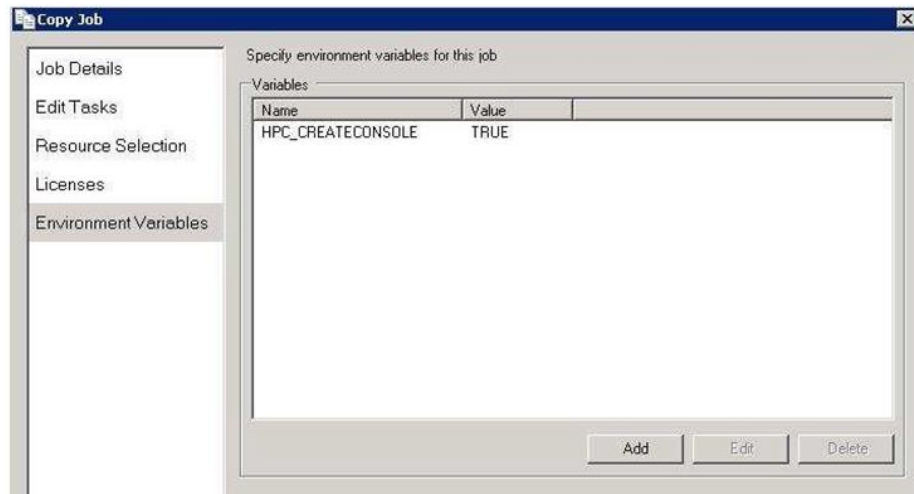 Copy Job
Job Details
Edit Tasks
Resource Selection
Licenses
Environment Variables
Specify environment variables for this job
Variables
Name Value
HPC_CREATECONSOLE TRUE
Add Edit Delete